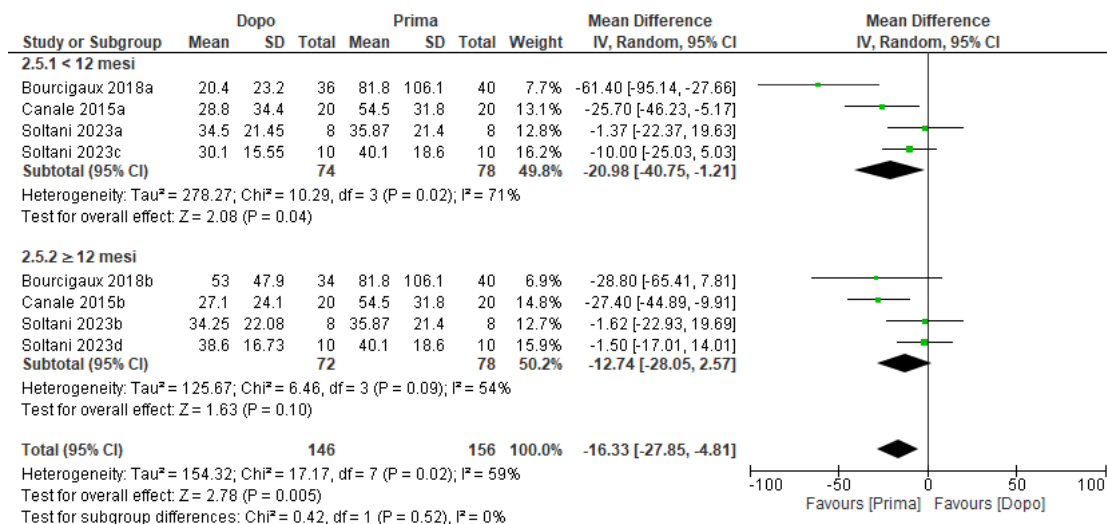 Dopo Prima Mean Difference Mean Difference
Study or Subgroup Mean SD Total Mean SD Total Weight IV, Random, 95% CI IV, Random, 95% CI
2.5.1 < 12 mesi
Bourcigaux 2018a 20.4 23.2 36 81.8 106.1 40 7.7% -61.40 [-95.14, -27.66]
Canale 2015a 28.8 34.4 20 54.5 31.8 20 13.1% -25.70 [-46.23, -5.17]
Soltani 2023a 34.5 21.45 8 35.87 21.4 8 12.8% -1.37 [-22.37, 19.63]
Soltani 2023c 30.1 15.55 10 40.1 18.6 10 16.2% -10.00 [-25.03, 5.03]
Subtotal (95% CI) 74 78 49.8% -20.98 [-40.75, -1.21]
Heterogeneity: Tau² = 278.27; Chi² = 10.29, df = 3 (P = 0.02); I² = 71%
Test for overall effect: Z = 2.08 (P = 0.04)
2.5.2 ≥ 12 mesi
Bourcigaux 2018b 53 47.9 34 81.8 106.1 40 6.9% -28.80 [-65.41, 7.81]
Canale 2015b 27.1 24.1 20 54.5 31.8 20 14.8% -27.40 [-44.89, -9.91]
Soltani 2023b 34.25 22.08 8 35.87 21.4 8 12.7% -1.62 [-22.93, 19.69]
Soltani 2023d 38.6 16.73 10 40.1 18.6 10 15.9% -1.50 [-17.01, 14.01]
Subtotal (95% CI) 72 78 50.2% -12.74 [-28.05, 2.57]
Heterogeneity: Tau² = 125.67; Chi² = 6.46, df = 3 (P = 0.09); I² = 54%
Test for overall effect: Z = 1.63 (P = 0.10)
Total (95% CI) 146 156 100.0% -16.33 [-27.85, -4.81]
Heterogeneity: Tau² = 154.32; Chi² = 17.17, df = 7 (P = 0.02); I² = 59%
Test for overall effect: Z = 2.78 (P = 0.005)
Test for subgroup differences: Chi² = 0.42, df = 1 (P = 0.52), I² = 0%
-100 -50 0 50 100
Favours [Prima] Favours [Dopo]